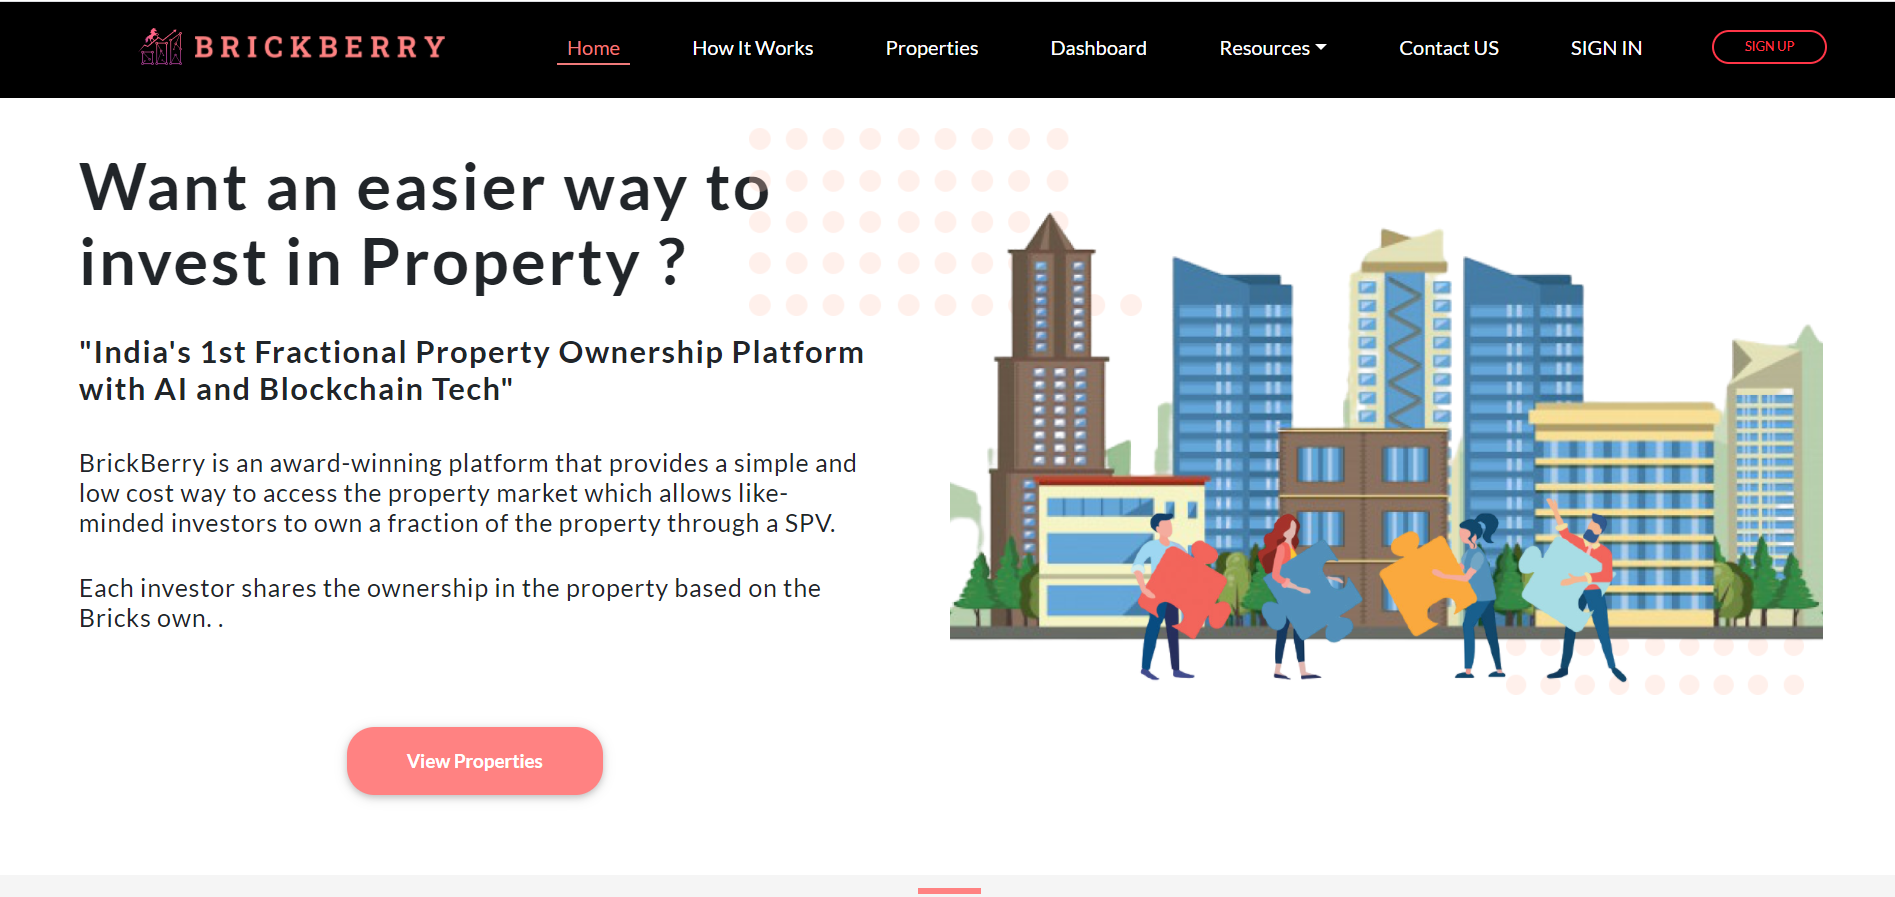 BRICKBERRY
Home
How It Works
Properties
Dashboard
Resources
Contact US
SIGN IN
SIGN UP
Want an easier way to
invest in Property ?
"India's 1st Fractional Property Ownership Platform
with AI and Blockchain Tech"
BrickBerry is an award-winning platform that provides a simple and
low cost way to access the property market which allows like-
minded investors to own a fraction of the property through a SPV.
Each investor shares the ownership in the property based on the
Bricks own. .
View Properties